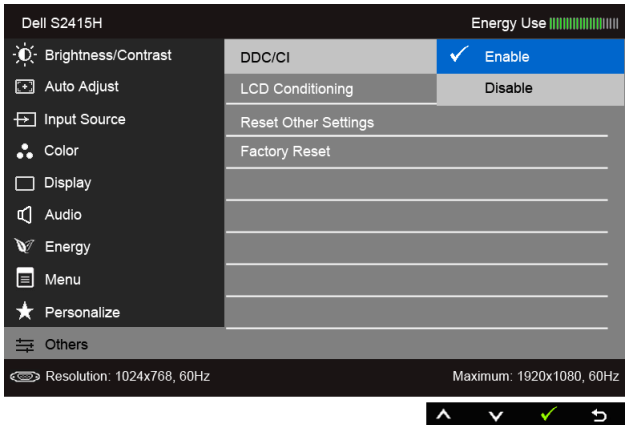 Dell S2415H
Energy Use
Brightness/Contrast
DDC/CI
Enable
Auto Adjust
LCD Conditioning
Disable
Input Source
Reset Other Settings
Color
Factory Reset
Display
Audio
Energy
Menu
Personalize
Others
Resolution: 1024x768, 60Hz
Maximum: 1920x1080, 60Hz